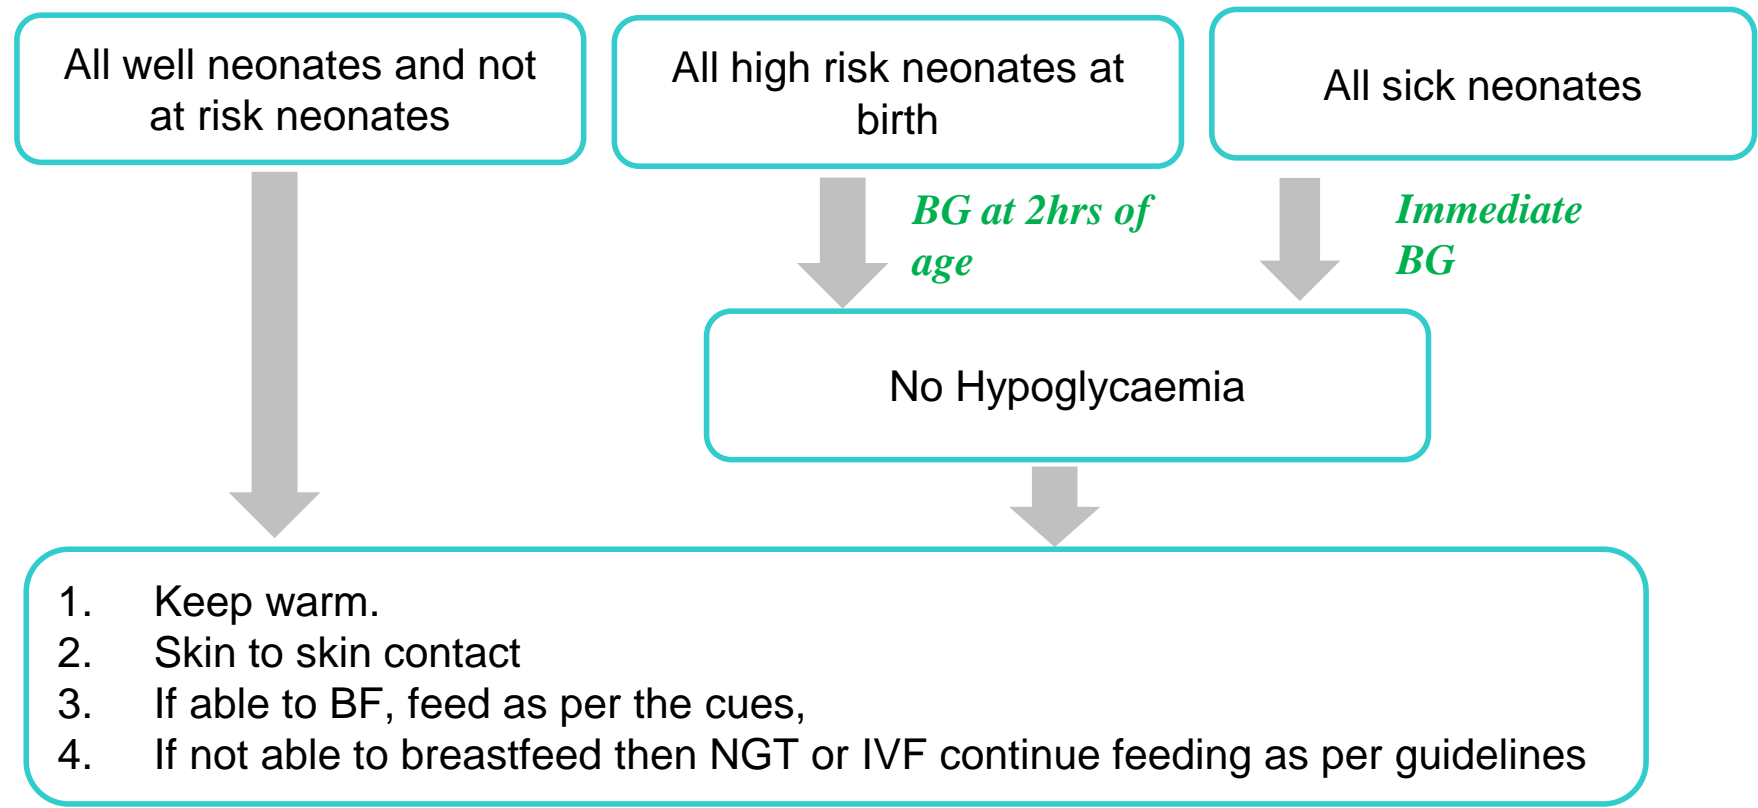 All well neonates and not
at risk neonates
All high risk neonates at
birth
All sick neonates
BG at 2hrs of
age
Immediate
BG
No Hypoglycaemia
1. Keep warm.
2. Skin to skin contact
3. If able to BF, feed as per the cues,
4. If not able to breastfeed then NGT or IVF continue feeding as per guidelines